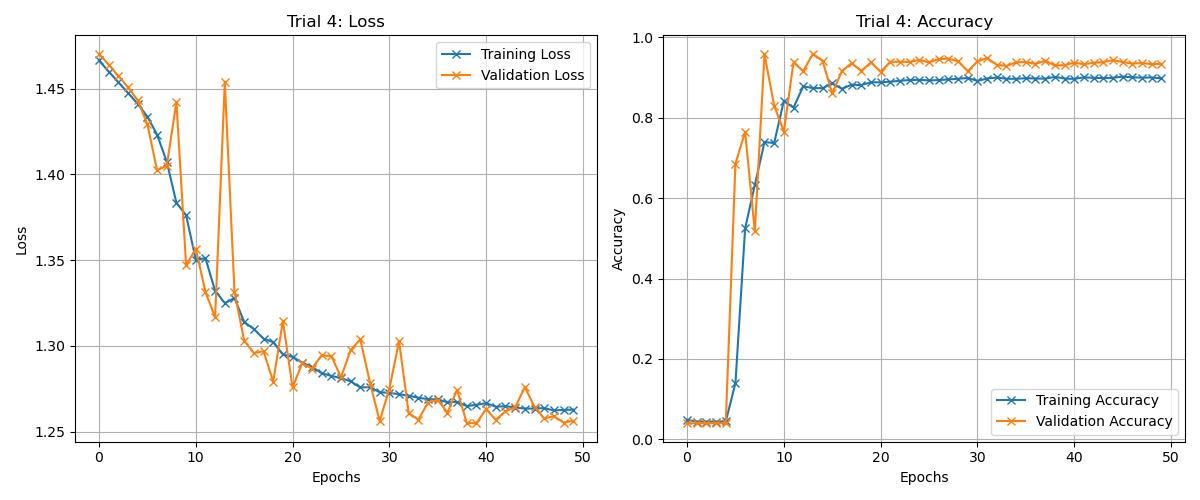 Trial 4: Loss
Training Loss
Validation Loss
1.45
1.40
1.35
1.30
1.25
Loss
0 10 20 30 40 50
Epochs
Trial 4: Accuracy
1.0
0.8
0.6
0.4
0.2
0.0
Accuracy
Training Accuracy
Validation Accuracy
0 10 20 30 40 50
Epochs